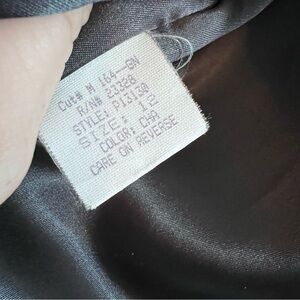 Cut# M 164-GN
R/N# 23328
STYLE: P13130
SIZE: 12
COLOR: CHA
CARE ON REVERSE